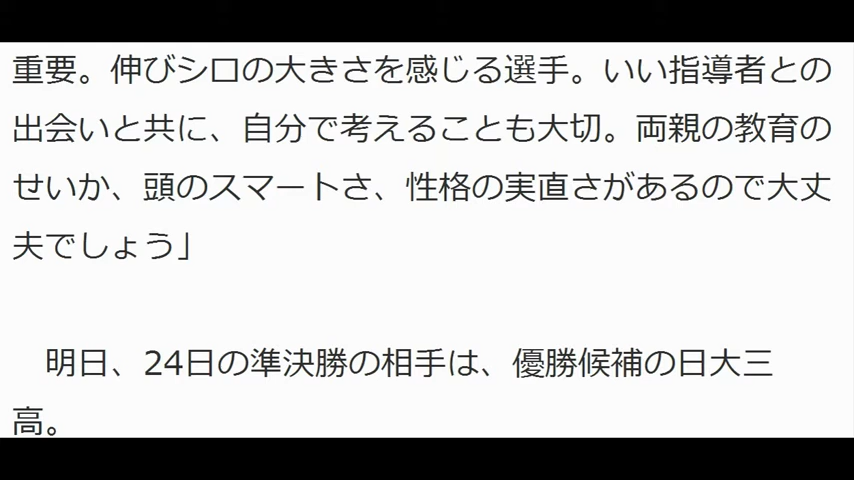 重要。伸びシロの大きさを感じる選手。いい指導者との
出会いと共に、自分で考えることも大切。両親の教育の
せいか、頭のスマートさ、性格の実直さがあるので大丈
夫でしょう」
明日、24日の準決勝の相手は、優勝候補の日大三
高。